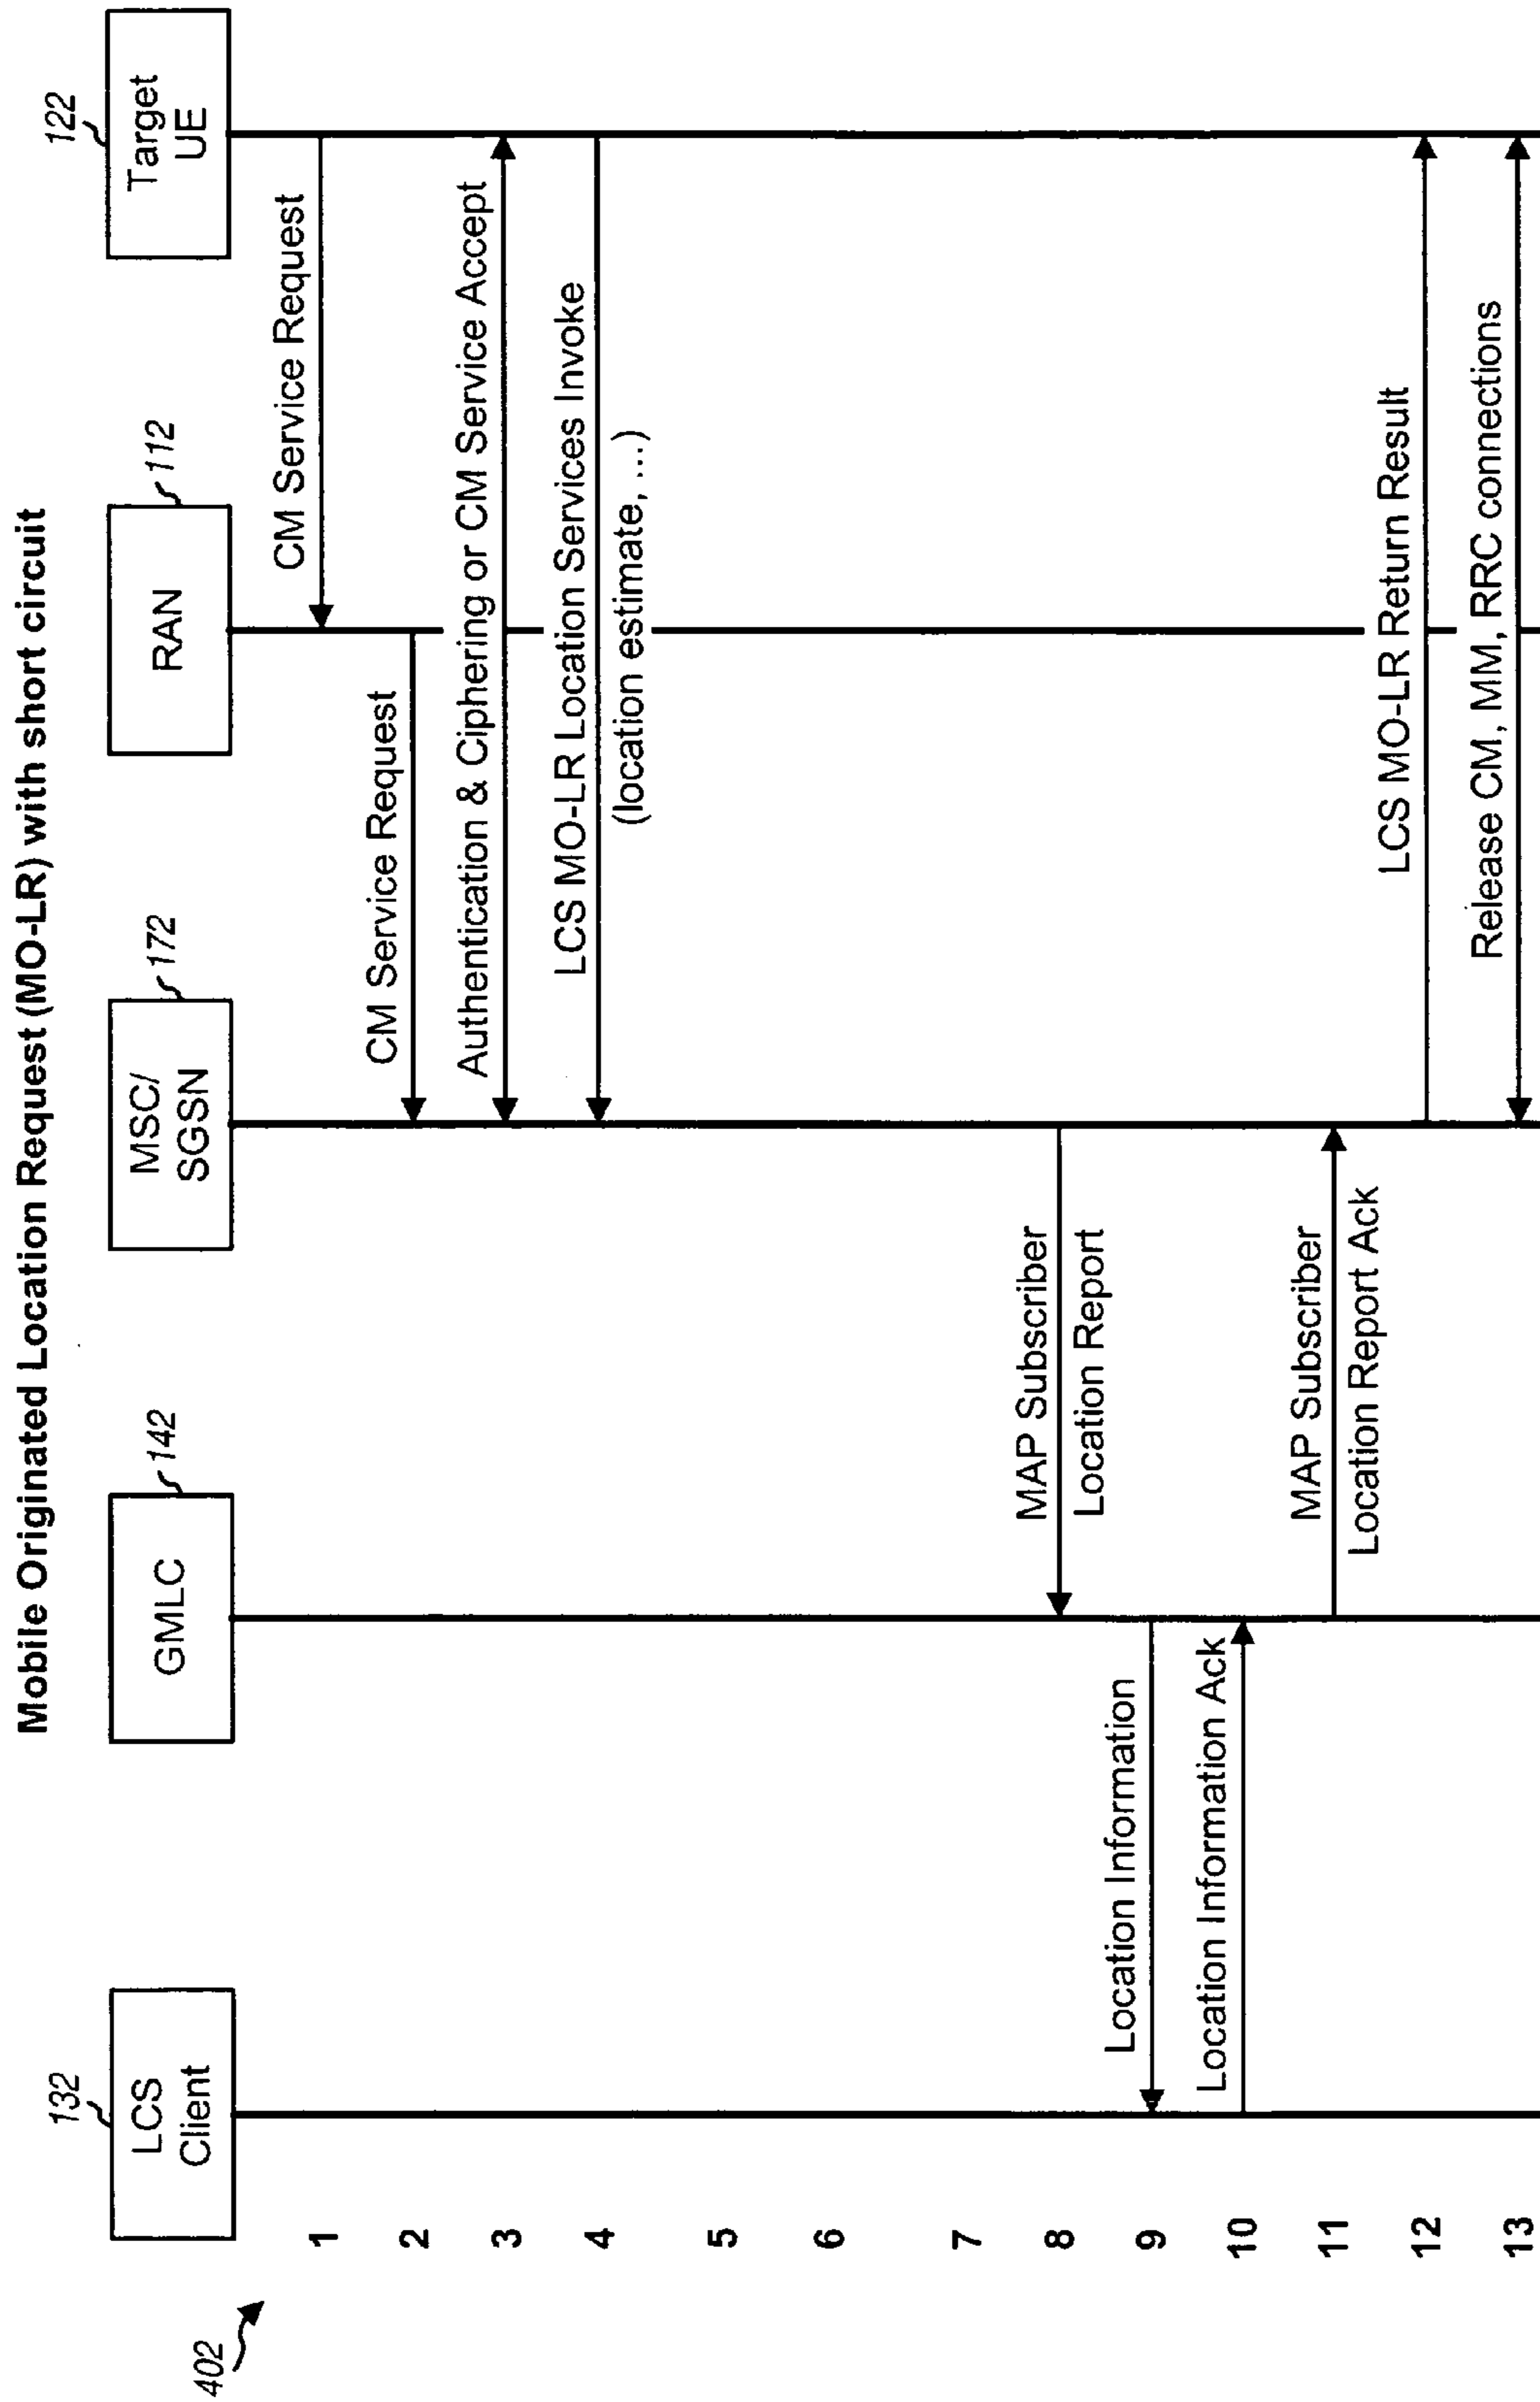 Mobile Originated Location Request (MO-LR) with short circuit
402
132
LCS
Client
142
GMLC
172
MSC/
SGSN
112
RAN
122
Target
UE
1
CM Service Request
2
CM Service Request
3
Authentication & Ciphering or CM Service Accept
4
LCS MO-LR Location Services Invoke
(location estimate, ...)
5
6
7
8
MAP Subscriber
Location Report
9
Location Information
10
Location Information Ack
11
MAP Subscriber
Location Report Ack
12
LCS MO-LR Return Result
13
Release CM, MM, RRC connections